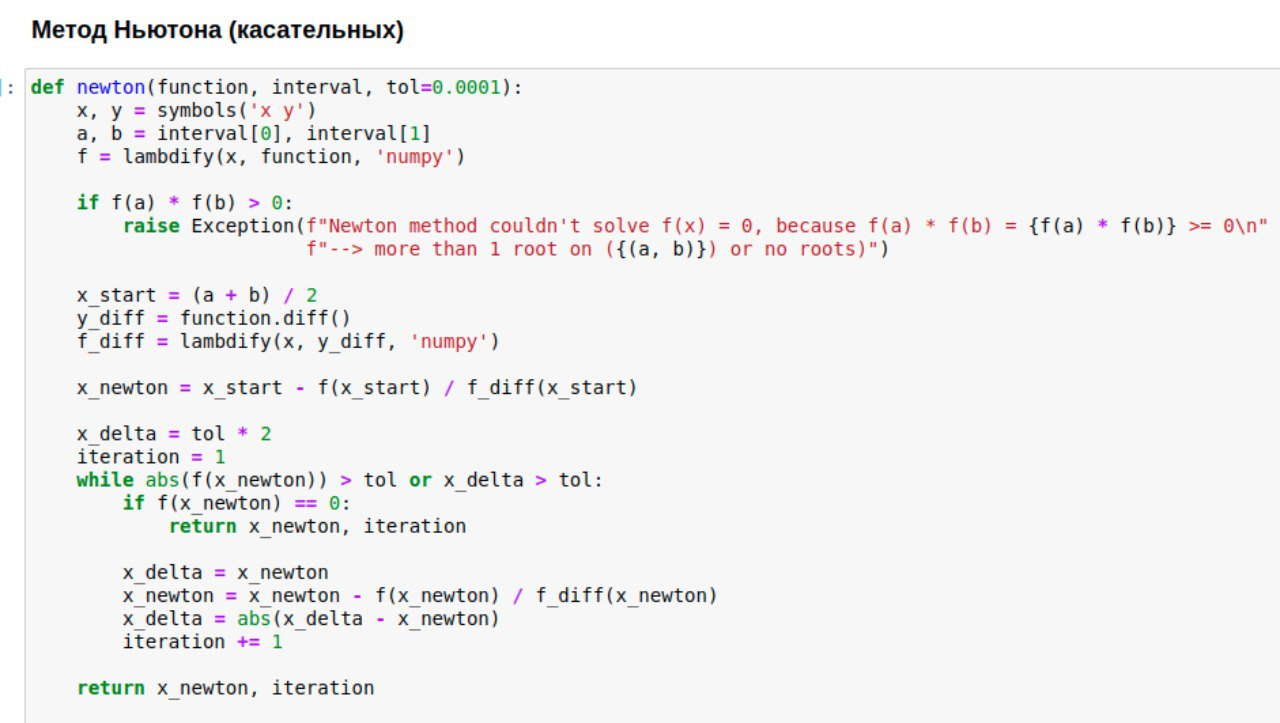 Метод Ньютона (касательных)
]: def newton(function, interval, tol=0.0001):
    x, y = symbols('x y')
    a, b = interval[0], interval[1]
    f = lambdify(x, function, 'numpy')

    if f(a) * f(b) > 0:
        raise Exception(f"Newton method couldn't solve f(x) = 0, because f(a) * f(b) = {f(a) * f(b)} >= 0\n"
                        f"--> more than 1 root on ({(a, b)}) or no roots)")

    x_start = (a + b) / 2
    y_diff = function.diff()
    f_diff = lambdify(x, y_diff, 'numpy')

    x_newton = x_start - f(x_start) / f_diff(x_start)

    x_delta = tol * 2
    iteration = 1
    while abs(f(x_newton)) > tol or x_delta > tol:
        if f(x_newton) == 0:
            return x_newton, iteration

        x_delta = x_newton
        x_newton = x_newton - f(x_newton) / f_diff(x_newton)
        x_delta = abs(x_delta - x_newton)
        iteration += 1

    return x_newton, iteration